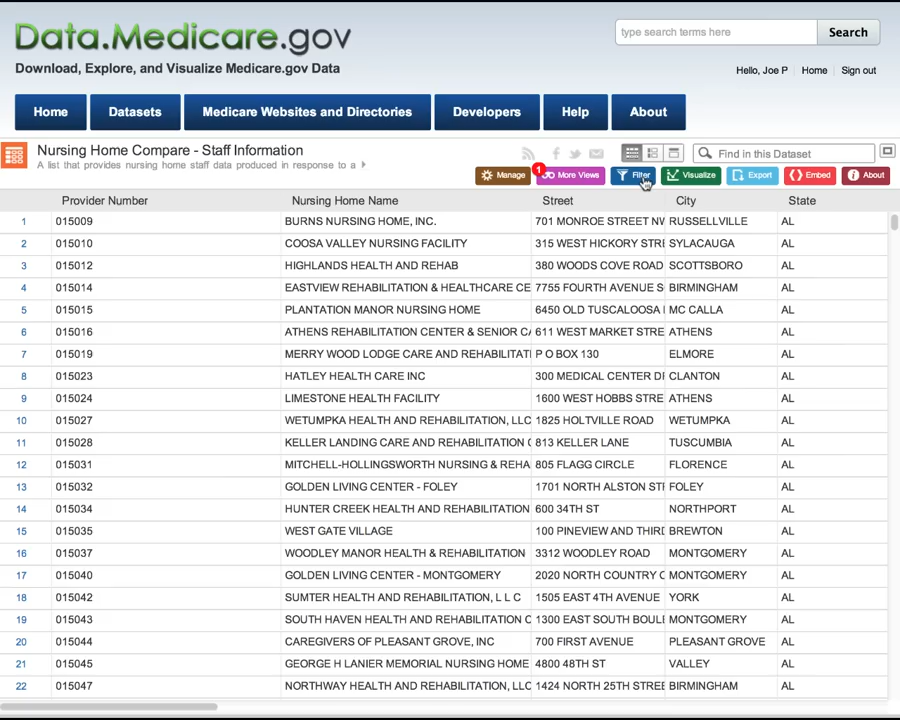 Data.Medicare.gov
type search terms here Search
Download, Explore, and Visualize Medicare.gov Data
Hello, Joe P Home Sign out
Home Datasets Medicare Websites and Directories Developers Help About
Nursing Home Compare - Staff Information
Find in this Dataset
A list that provides nursing home staff data produced in response to a
Manage 1 More Views Filter Visualize Export Embed About
Provider Number Nursing Home Name Street City State
1 015009 BURNS NURSING HOME, INC. 701 MONROE STREET NW RUSSELLVILLE AL
2 015010 COOSA VALLEY NURSING FACILITY 315 WEST HICKORY STRE SYLACAUGA AL
3 015012 HIGHLANDS HEALTH AND REHAB 380 WOODS COVE ROAD SCOTTSBORO AL
4 015014 EASTVIEW REHABILITATION & HEALTHCARE CE 7755 FOURTH AVENUE S BIRMINGHAM AL
5 015015 PLANTATION MANOR NURSING HOME 6450 OLD TUSCALOOSA MC CALLA AL
6 015016 ATHENS REHABILITATION CENTER & SENIOR CA 611 WEST MARKET STRE ATHENS AL
7 015019 MERRY WOOD LODGE CARE AND REHABILITATI P O BOX 130 ELMORE AL
8 015023 HATLEY HEALTH CARE INC 300 MEDICAL CENTER DR CLANTON AL
9 015024 LIMESTONE HEALTH FACILITY 1600 WEST HOBBS STRE ATHENS AL
10 015027 WETUMPKA HEALTH AND REHABILITATION, LLC 1825 HOLTVILLE ROAD WETUMPKA AL
11 015028 KELLER LANDING CARE AND REHABILITATION C 813 KELLER LANE TUSCUMBIA AL
12 015031 MITCHELL-HOLLINGSWORTH NURSING & REHA 805 FLAGG CIRCLE FLORENCE AL
13 015032 GOLDEN LIVING CENTER - FOLEY 1701 NORTH ALSTON STR FOLEY AL
14 015034 HUNTER CREEK HEALTH AND REHABILITATION 600 34TH ST NORTHPORT AL
15 015035 WEST GATE VILLAGE 100 PINEVIEW AND THIRD BREWTON AL
16 015037 WOODLEY MANOR HEALTH & REHABILITATION 3312 WOODLEY ROAD MONTGOMERY AL
17 015040 GOLDEN LIVING CENTER - MONTGOMERY 2020 NORTH COUNTRY C MONTGOMERY AL
18 015042 SUMTER HEALTH AND REHABILITATION, L L C 1505 EAST 4TH AVENUE YORK AL
19 015043 SOUTH HAVEN HEALTH AND REHABILITATION C 1300 EAST SOUTH BOUL MONTGOMERY AL
20 015044 CAREGIVERS OF PLEASANT GROVE, INC 700 FIRST AVENUE PLEASANT GROVE AL
21 015045 GEORGE H LANIER MEMORIAL NURSING HOME 4800 48TH ST VALLEY AL
22 015047 NORTHWAY HEALTH AND REHABILITATION, LLC 1424 NORTH 25TH STREE BIRMINGHAM AL